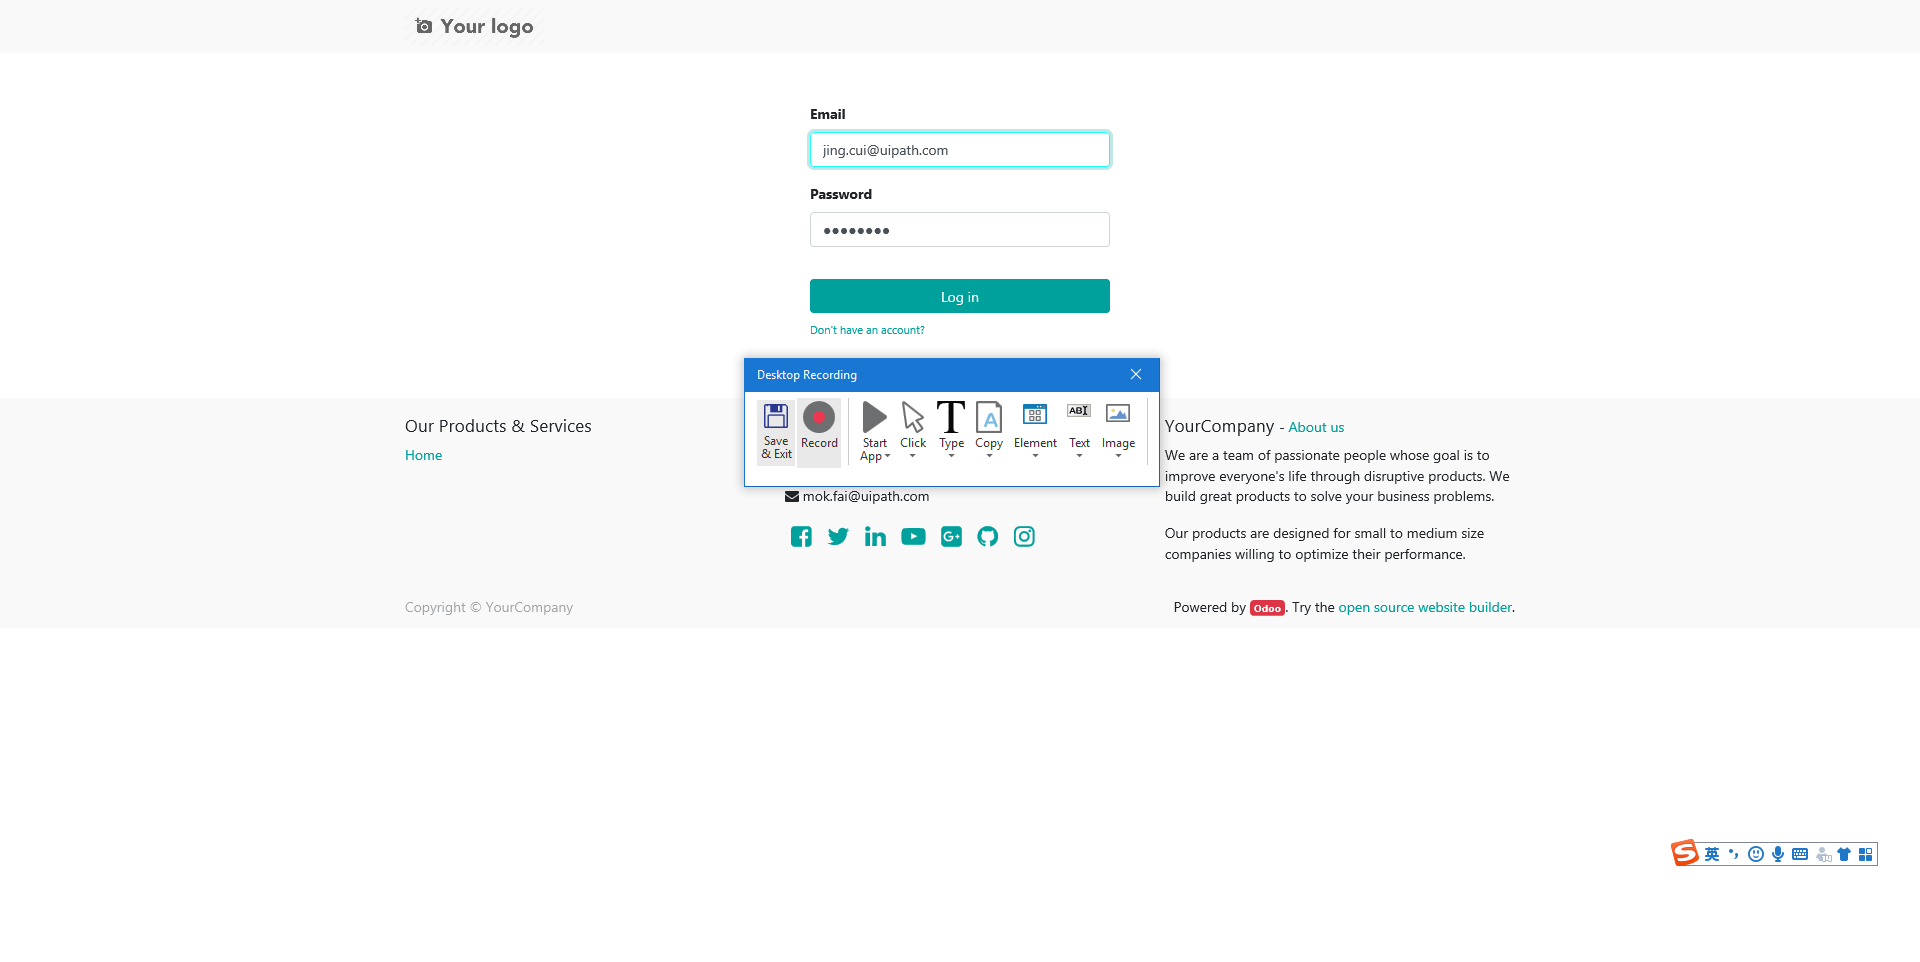 Your logo
Email
jing.cui@uipath.com
Password
••••••••
Log in
Don't have an account?
Desktop Recording
Save & Exit
Record
Start App
Click
Type
Copy
Element
Text
Image
ABI
A
Our Products & Services
Home
mok.fai@uipath.com
G+
YourCompany - About us
We are a team of passionate people whose goal is to
improve everyone's life through disruptive products. We
build great products to solve your business problems.
Our products are designed for small to medium size
companies willing to optimize their performance.
Copyright © YourCompany
Powered by Odoo. Try the open source website builder.
S 英